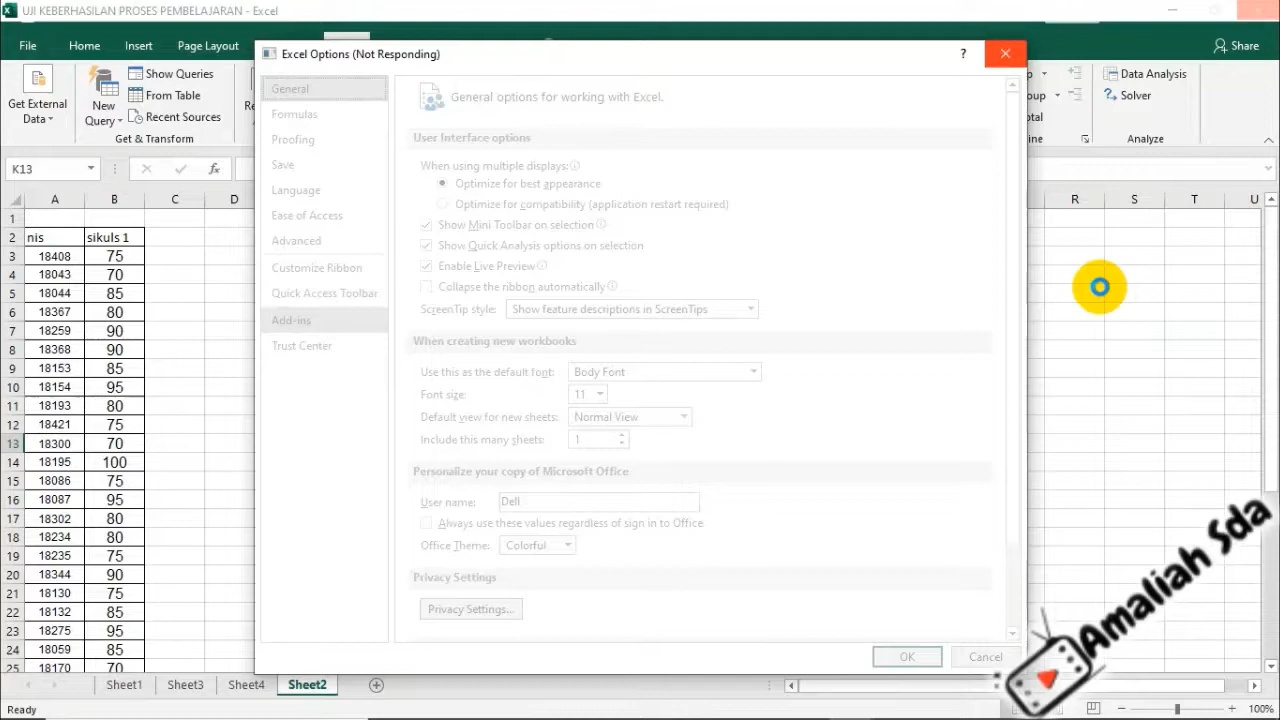 UJI KEBERHASILAN PROSES PEMBELAJARAN - Excel
File Home Insert Page Layout Share
Excel Options (Not Responding) ?
Get External Data
New Query
Show Queries
From Table
Recent Sources
Get & Transform
Data Analysis
Solver
Analyze
K13 fx
General
Formulas
Proofing
Save
Language
Ease of Access
Advanced
Customize Ribbon
Quick Access Toolbar
Add-ins
Trust Center
General options for working with Excel.
User Interface options
When using multiple displays:
Optimize for best appearance
Optimize for compatibility (application restart required)
Show Mini Toolbar on selection
Show Quick Analysis options on selection
Enable Live Preview
Collapse the ribbon automatically
ScreenTip style: Show feature descriptions in ScreenTips
When creating new workbooks
Use this as the default font: Body Font
Font size: 11
Default view for new sheets: Normal View
Include this many sheets: 1
Personalize your copy of Microsoft Office
User name: Dell
Always use these values regardless of sign in to Office
Office Theme: Colorful
Privacy Settings
Privacy Settings...
OK Cancel
A B C D R S T U
1
2 nis sikuls 1
3 18408 75
4 18043 70
5 18044 85
6 18367 80
7 18259 90
8 18368 90
9 18153 85
10 18154 95
11 18193 80
12 18421 75
13 18300 70
14 18195 100
15 18086 75
16 18087 95
17 18302 80
18 18234 80
19 18235 75
20 18344 90
21 18130 75
22 18132 85
23 18275 95
24 18059 85
25 18170 70
Sheet1 Sheet3 Sheet4 Sheet2
Ready 100%
Amaliah Sda